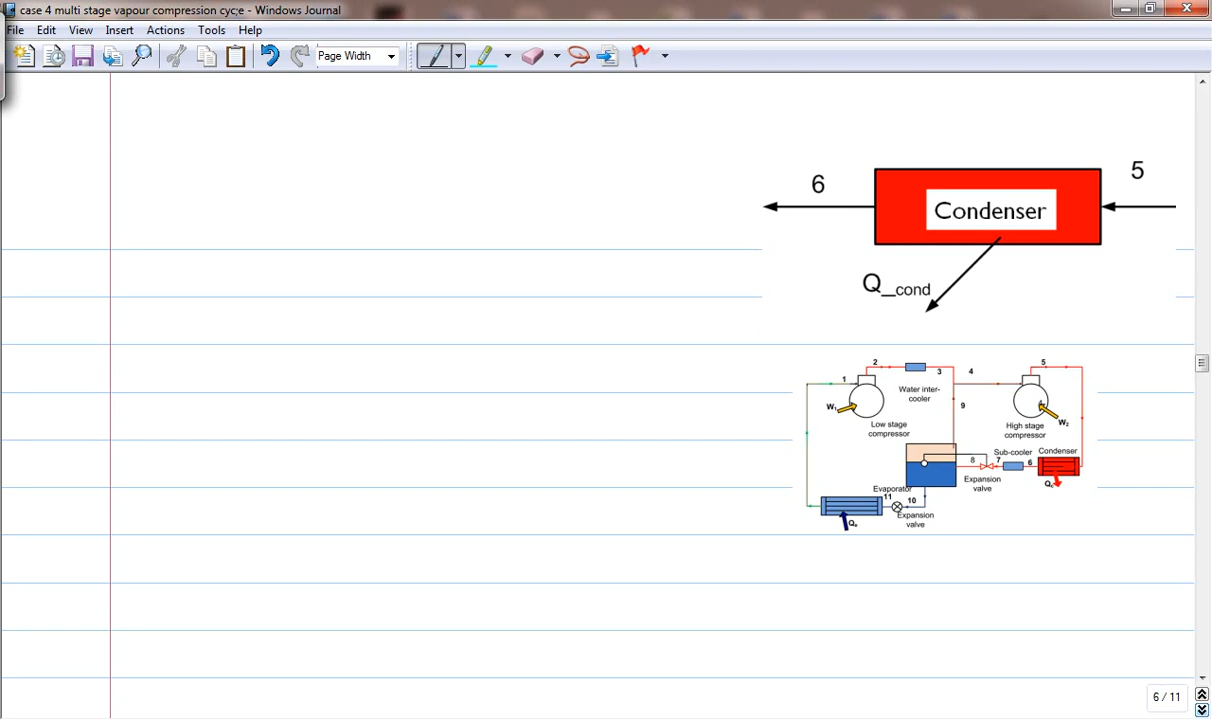 case 4 multi stage vapour compression cyc;e - Windows Journal
File Edit View Insert Actions Tools Help
Page Width
6
5
Condenser
Q_cond
2
3
4
5
1
Water inter-
cooler
9
W₁
W₂
Low stage
compressor
High stage
compressor
Sub-cooler
Condenser
8
7
6
Expansion
valve
Qc
Evaporator
11
10
Expansion
valve
Qe
6 / 11